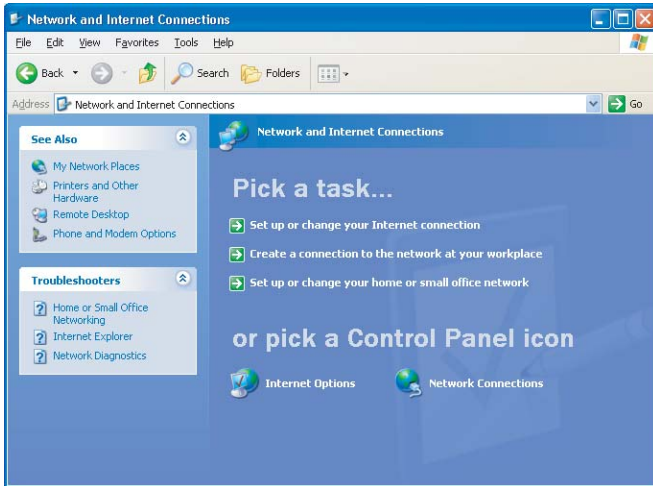 Network and Internet Connections
File Edit View Favorites Tools Help
Back Search Folders
Address Network and Internet Connections Go
See Also
My Network Places
Printers and Other
Hardware
Remote Desktop
Phone and Modem Options
Troubleshooters
Home or Small Office
Networking
Internet Explorer
Network Diagnostics
Network and Internet Connections
Pick a task...
Set up or change your Internet connection
Create a connection to the network at your workplace
Set up or change your home or small office network
or pick a Control Panel icon
Internet Options Network Connections